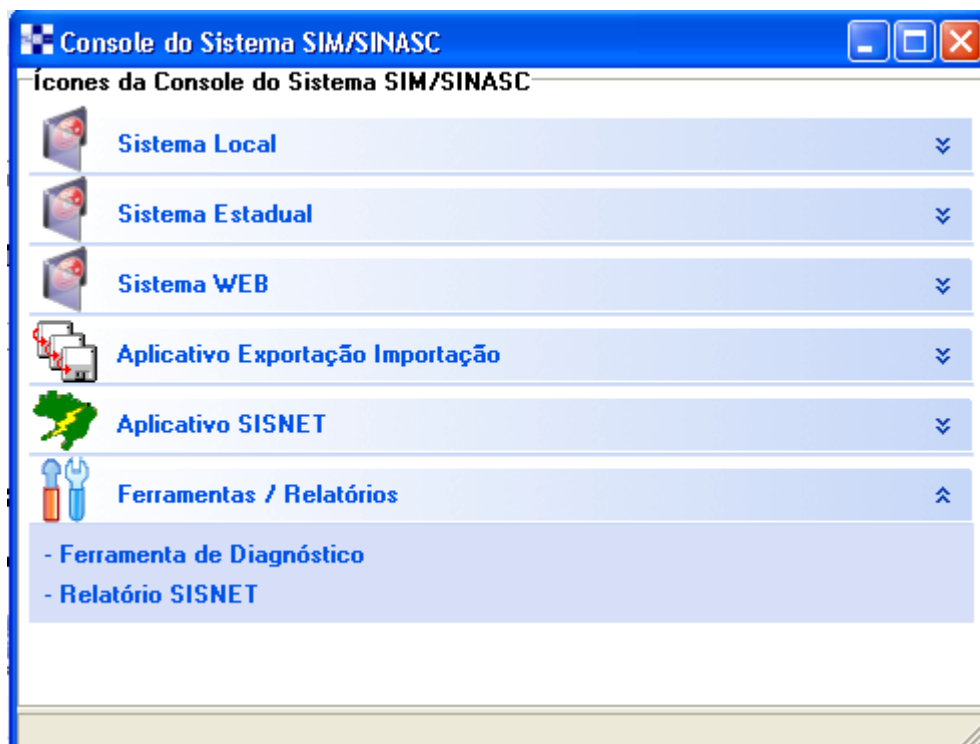 Console do Sistema SIM/SINASC
Ícones da Console do Sistema SIM/SINASC
Sistema Local
Sistema Estadual
Sistema WEB
Aplicativo Exportação Importação
Aplicativo SISNET
Ferramentas / Relatórios
- Ferramenta de Diagnóstico
- Relatório SISNET